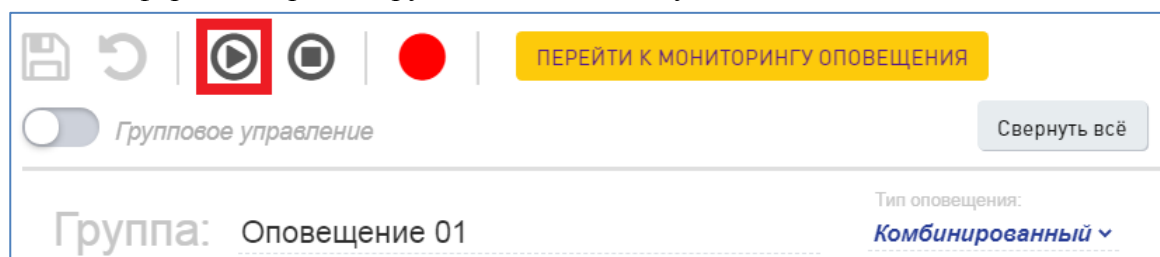 ПЕРЕЙТИ К МОНИТОРИНГУ ОПОВЕЩЕНИЯ
Групповое управление
Свернуть всё
Тип оповещения:
Группа: Оповещение 01
Комбинированный